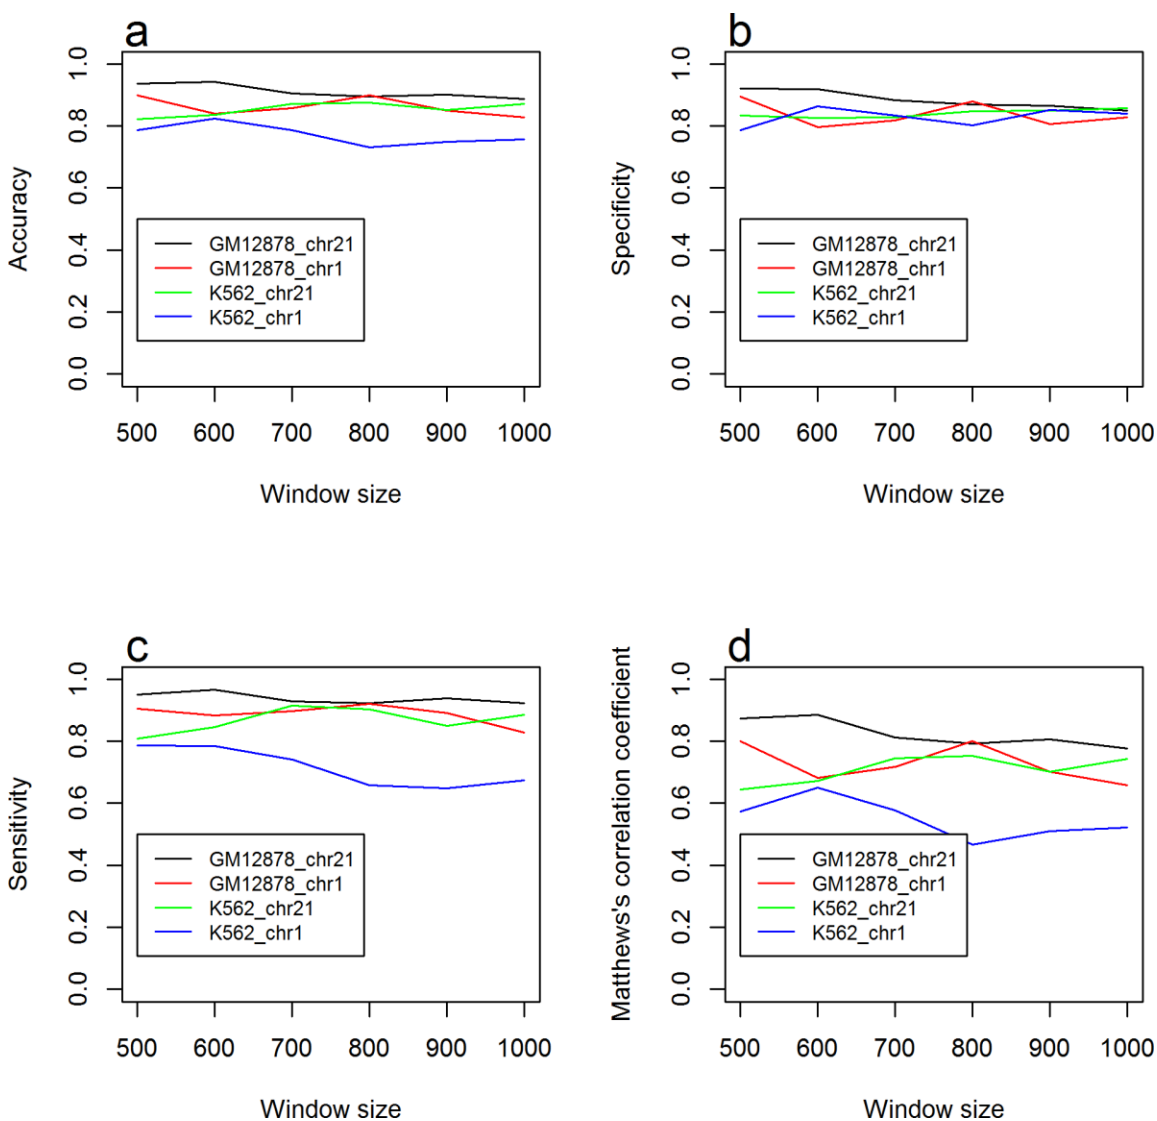 a
Accuracy
1.0
0.8
0.6
0.4
0.2
0.0
GM12878_chr21
GM12878_chr1
K562_chr21
K562_chr1
500 600 700 800 900 1000
Window size
b
Specificity
1.0
0.8
0.6
0.4
0.2
0.0
GM12878_chr21
GM12878_chr1
K562_chr21
K562_chr1
500 600 700 800 900 1000
Window size
c
Sensitivity
1.0
0.8
0.6
0.4
0.2
0.0
GM12878_chr21
GM12878_chr1
K562_chr21
K562_chr1
500 600 700 800 900 1000
Window size
d
Matthews's correlation coefficient
1.0
0.8
0.6
0.4
0.2
0.0
GM12878_chr21
GM12878_chr1
K562_chr21
K562_chr1
500 600 700 800 900 1000
Window size